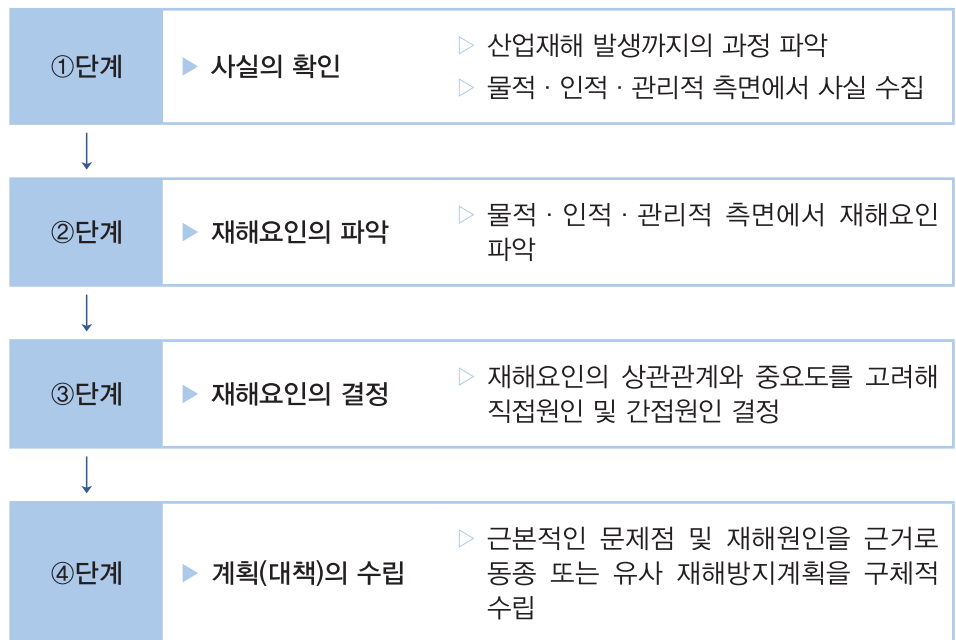 ①단계
▶ 사실의 확인
▷ 산업재해 발생까지의 과정 파악
▷ 물적 · 인적 · 관리적 측면에서 사실 수집
②단계
▶ 재해요인의 파악
▷ 물적 · 인적 · 관리적 측면에서 재해요인
파악
③단계
▶ 재해요인의 결정
▷ 재해요인의 상관관계와 중요도를 고려해
직접원인 및 간접원인 결정
④단계
▶ 계획(대책)의 수립
▷ 근본적인 문제점 및 재해원인을 근거로
동종 또는 유사 재해방지계획을 구체적
수립